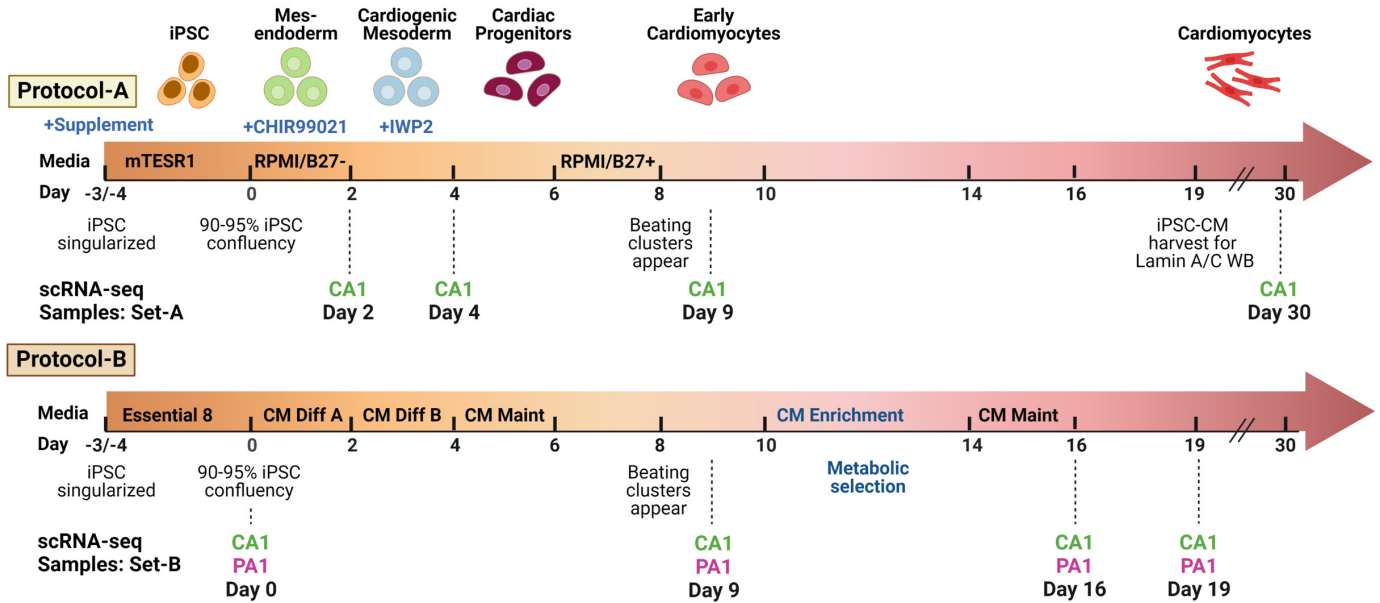 iPSC
Mes-
endoderm
Cardiogenic
Mesoderm
Cardiac
Progenitors
Early
Cardiomyocytes
Cardiomyocytes
Protocol-A
+Supplement +CHIR99021 +IWP2
Media mTESR1 RPMI/B27- RPMI/B27+
Day -3/-4 0 2 4 6 8 10 14 16 19 30
iPSC
singularized
90-95% iPSC
confluency
Beating
clusters
appear
iPSC-CM
harvest for
Lamin A/C WB
scRNA-seq
Samples: Set-A
CA1
Day 2
CA1
Day 4
CA1
Day 9
CA1
Day 30
Protocol-B
Media Essential 8 CM Diff A CM Diff B CM Maint CM Enrichment CM Maint
Day -3/-4 0 2 4 6 8 10 14 16 19 30
iPSC
singularized
90-95% iPSC
confluency
Beating
clusters
appear
Metabolic
selection
scRNA-seq
Samples: Set-B
CA1
PA1
Day 0
CA1
PA1
Day 9
CA1
PA1
Day 16
CA1
PA1
Day 19